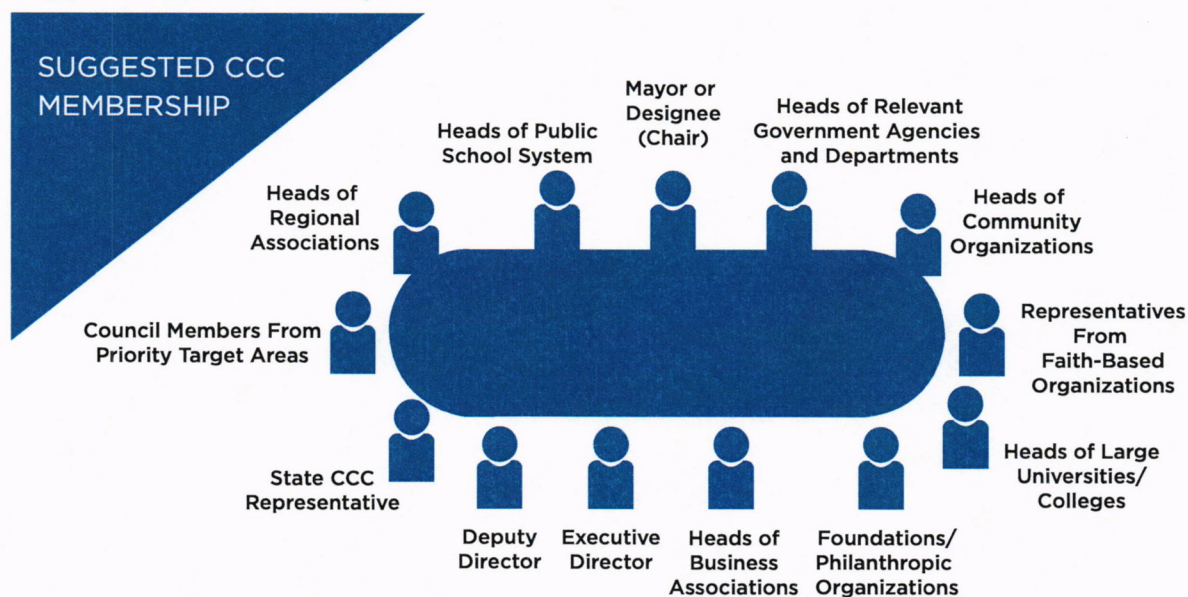 SUGGESTED CCC
MEMBERSHIP
Mayor or
Designee
(Chair)
Heads of Public
School System
Heads of Relevant
Government Agencies
and Departments
Heads of
Regional
Associations
Heads of
Community
Organizations
Council Members From
Priority Target Areas
Representatives
From
Faith-Based
Organizations
State CCC
Representative
Heads of Large
Universities/
Colleges
Deputy
Director
Executive
Director
Heads of
Business
Associations
Foundations/
Philanthropic
Organizations